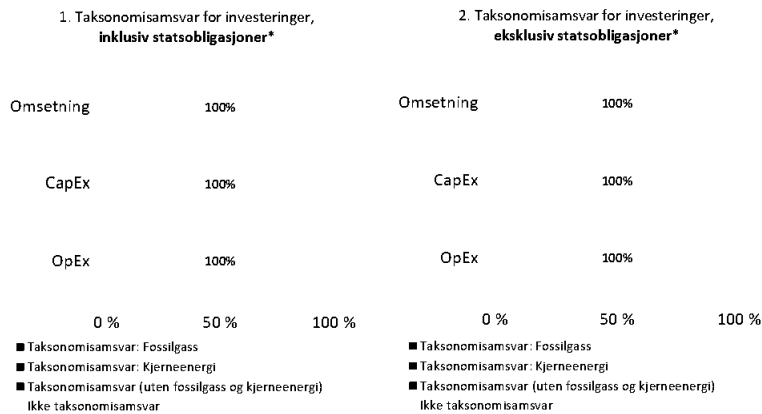 1. Taksonomisamsvar for investeringer,
inklusiv statsobligasjoner*
Omsetning 100%
CapEx 100%
OpEx 100%
0 % 50 % 100 %
■ Taksonomisamsvar: Fossilgass
■ Taksonomisamsvar: Kjerneenergi
■ Taksonomisamsvar (uten fossilgass og kjerneenergi)
Ikke taksonomisamsvar
2. Taksonomisamsvar for investeringer,
eksklusiv statsobligasjoner*
Omsetning 100%
CapEx 100%
OpEx 100%
0 % 50 % 100 %
■ Taksonomisamsvar: Fossilgass
■ Taksonomisamsvar: Kjerneenergi
■ Taksonomisamsvar (uten fossilgass og kjerneenergi)
Ikke taksonomisamsvar